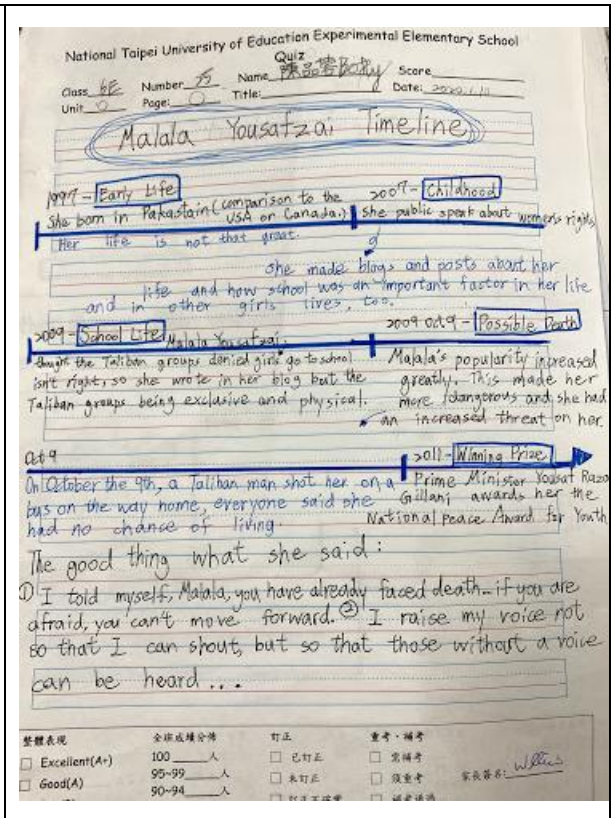 National Taipei University of Education Experimental Elementary School
Quiz
Class 6E Number Name Score
Unit Page: Title: Date:
Malala Yousafzai Timeline
1997- Early Life 2007- Childhood
She born in Pakastain (comparison to the USA or Canada.) She public speak about women's rights,
Her life is not that great.
she made blogs and posts about her
life and how school was an important factor in her life
and in other girls lives, too.
2009- School Life Malala Yousafzai. 2009 Oct 9- Possible Death
thought the Taliban groups denied girls go to school
isn't right, so she wrote in her blog but the
Taliban groups being exclusive and physical.
Malala's popularity increased
greatly. This made her
more dangerous and she had
an increased threat on her.
Oct 9 2011- Winning Prize
On October the 9th, a Taliban man shot her on a
bus on the way home, everyone said she
had no chance of living.
Prime Minister Yousaf Raza
Gillani awards her the
National peace Award for Youth
The good thing what she said:
① I told myself, Malala, you have already faced death... if you are
afraid, you can't move forward. ② I raise my voice not
so that I can shout, but so that those without a voice
can be heard ....
整體表現 全班成績分佈 訂正 重考・補考
□ Excellent(A+) 100 人 □ 已訂正 □ 需補考
□ Good(A) 95~99 人 □ 未訂正 □ 須重考 家長簽名:
90~94 人